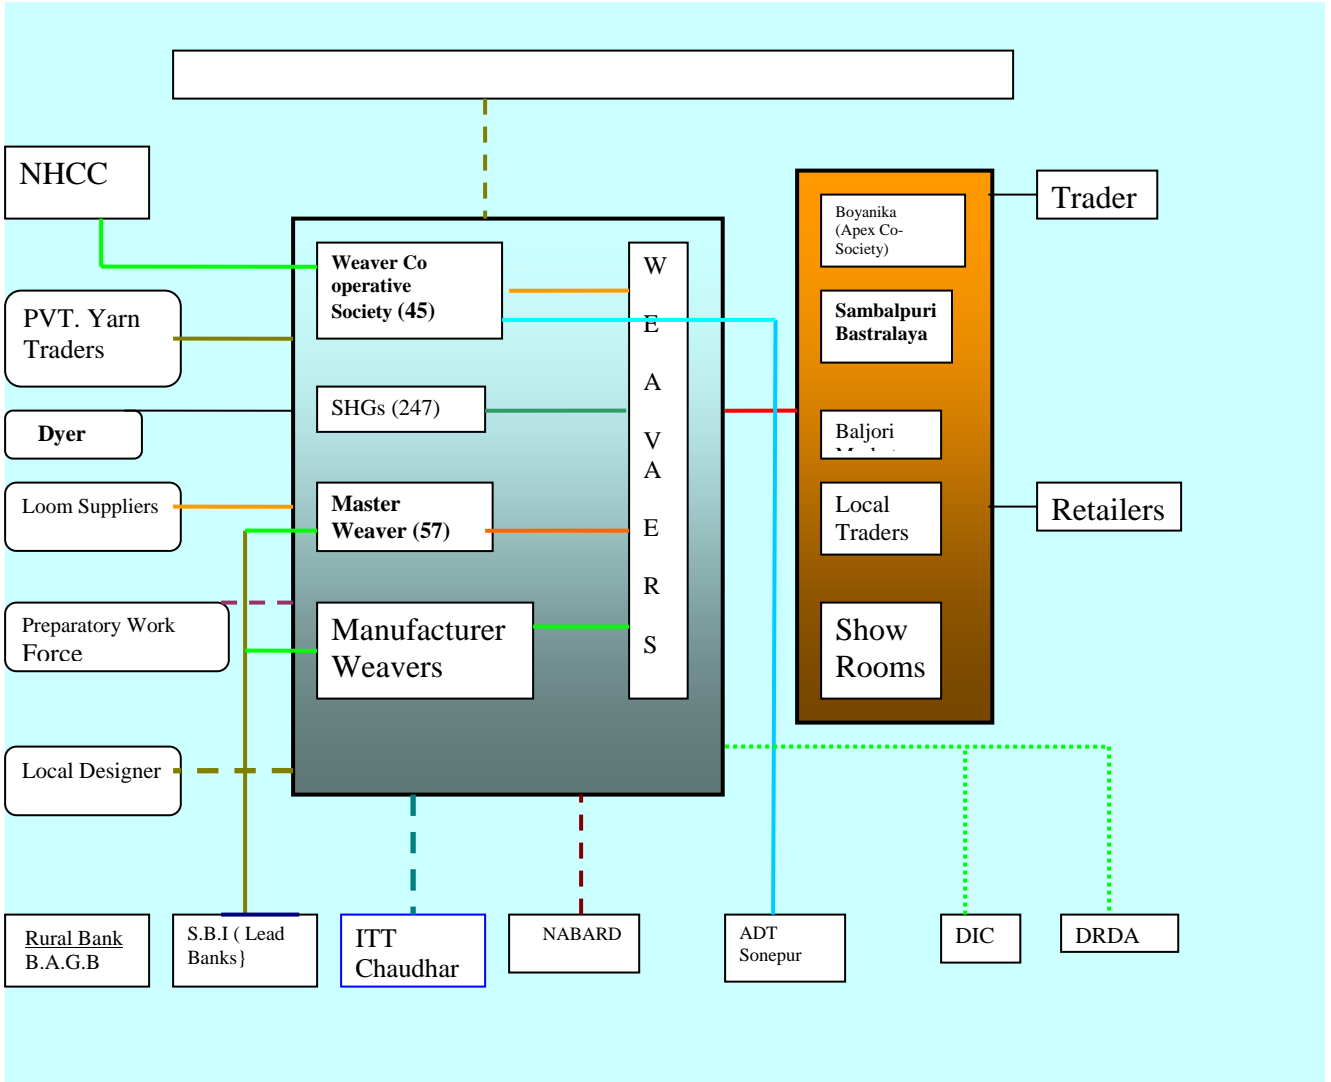 NHCC
Trader
Boyanika
(Apex Co-
Society)
Weaver Co
operative
Society (45)
W
E
A
V
A
E
R
S
PVT. Yarn
Traders
Sambalpuri
Bastralaya
SHGs (247)
Dyer
Baljori
Loom Suppliers
Master
Weaver (57)
Local
Traders
Retailers
Preparatory Work
Force
Manufacturer
Weavers
Show
Rooms
Local Designer
Rural Bank
B.A.G.B
S.B.I ( Lead
Banks}
ITT
Chaudhar
NABARD
ADT
Sonepur
DIC
DRDA